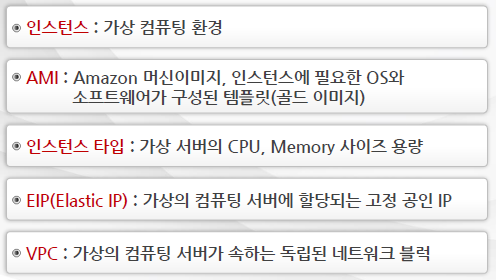 ◉ 인스턴스 : 가상 컴퓨팅 환경
◉ AMI : Amazon 머신이미지, 인스턴스에 필요한 OS와
소프트웨어가 구성된 템플릿(골드 이미지)
◉ 인스턴스 타입 : 가상 서버의 CPU, Memory 사이즈 용량
◉ EIP(Elastic IP) : 가상의 컴퓨팅 서버에 할당되는 고정 공인 IP
◉ VPC : 가상의 컴퓨팅 서버가 속하는 독립된 네트워크 블럭